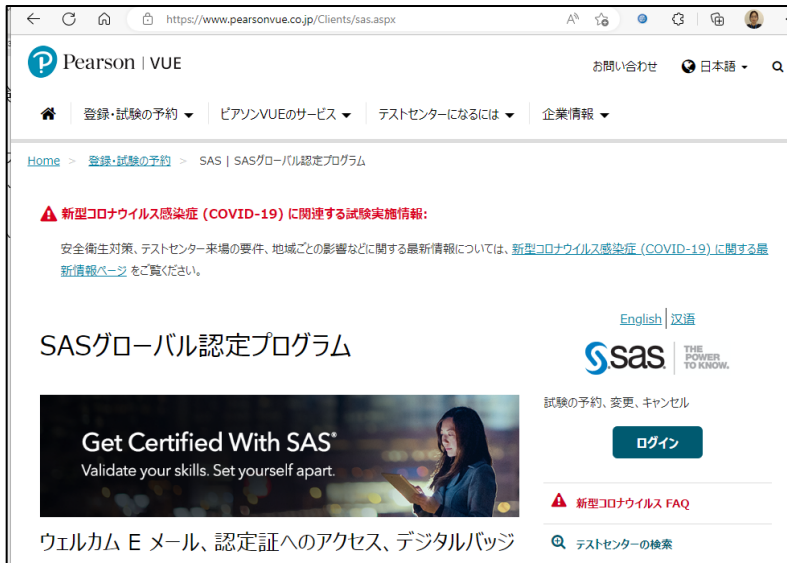 https://www.pearsonvue.co.jp/Clients/sas.aspx
Pearson | VUE
お問い合わせ 日本語
登録・試験の予約 ピアソンVUEのサービス テストセンターになるには 企業情報
Home > 登録・試験の予約 > SAS | SASグローバル認定プログラム
新型コロナウイルス感染症 (COVID-19) に関連する試験実施情報:
安全衛生対策、テストセンター来場の要件、地域ごとの影響などに関する最新情報については、新型コロナウイルス感染症 (COVID-19) に関する最
新情報ページ をご覧ください。
English 汉语
SASグローバル認定プログラム
sas THE
POWER
TO KNOW.
試験の予約、変更、キャンセル
ログイン
Get Certified With SAS®
Validate your skills. Set yourself apart.
新型コロナウイルス FAQ
ウェルカム E メール、認定証へのアクセス、デジタルバッジ
テストセンターの検索